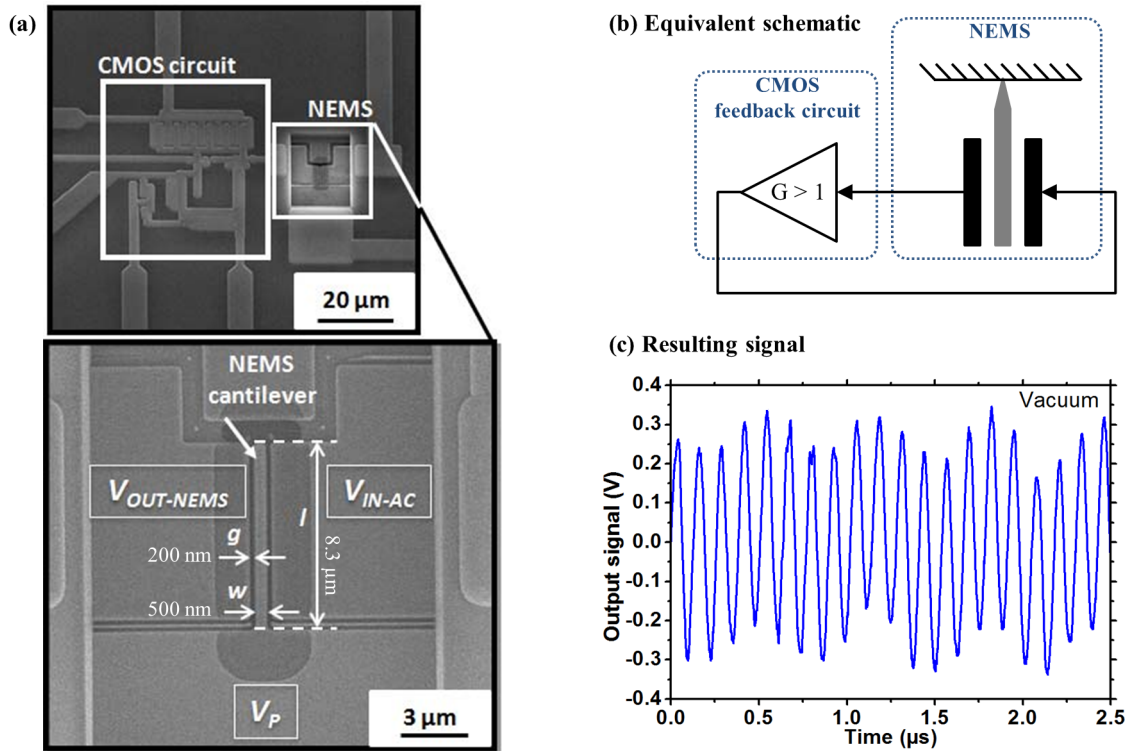 (a)
CMOS circuit
NEMS
20 µm
NEMS
cantilever
V_OUT-NEMS
V_IN-AC
g
l
200 nm
8.3 µm
w
500 nm
V_P
3 µm
(b) Equivalent schematic
NEMS
CMOS
feedback circuit
G > 1
(c) Resulting signal
Vacuum
Output signal (V)
0.4
0.3
0.2
0.1
0.0
-0.1
-0.2
-0.3
-0.4
0.0 0.5 1.0 1.5 2.0 2.5
Time (µs)